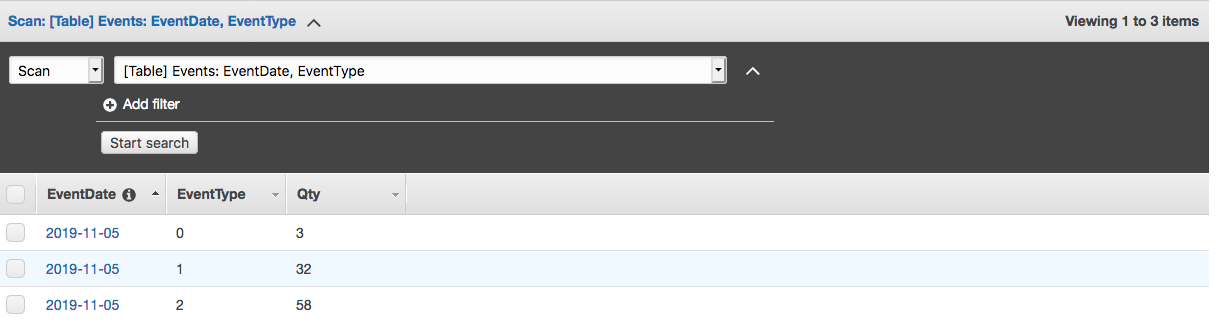 Scan: [Table] Events: EventDate, EventType Viewing 1 to 3 items
Scan [Table] Events: EventDate, EventType
Add filter
Start search
EventDate EventType Qty
2019-11-05 0 3
2019-11-05 1 32
2019-11-05 2 58